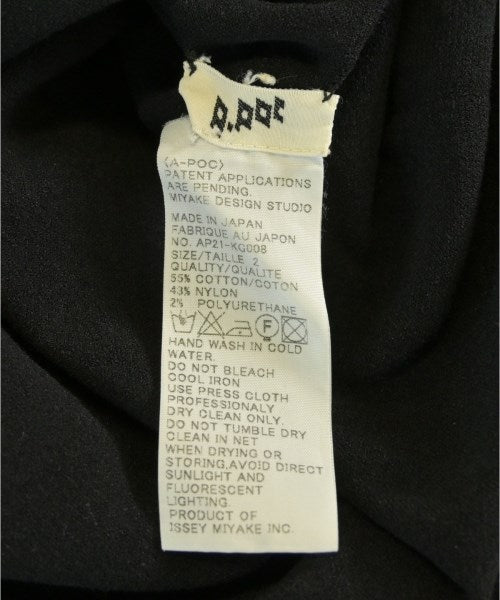 A.POC
(A-POC)
PATENT APPLICATIONS
ARE PENDING.
MIYAKE DESIGN STUDIO
MADE IN JAPAN
FABRIQUE AU JAPON
NO. AP21-KG008
SIZE/TAILLE 2
QUALITY/QUALITE
55% COTTON/COTON
43% NYLON
2% POLYURETHANE
F
HAND WASH IN COLD
WATER.
DO NOT BLEACH
COOL IRON
USE PRESS CLOTH
PROFESSIONALY
DRY CLEAN ONLY.
DO NOT TUMBLE DRY
CLEAN IN NET
WHEN DRYING OR
STORING,AVOID DIRECT
SUNLIGHT AND
FLUORESCENT
LIGHTING.
PRODUCT OF
ISSEY MIYAKE INC.